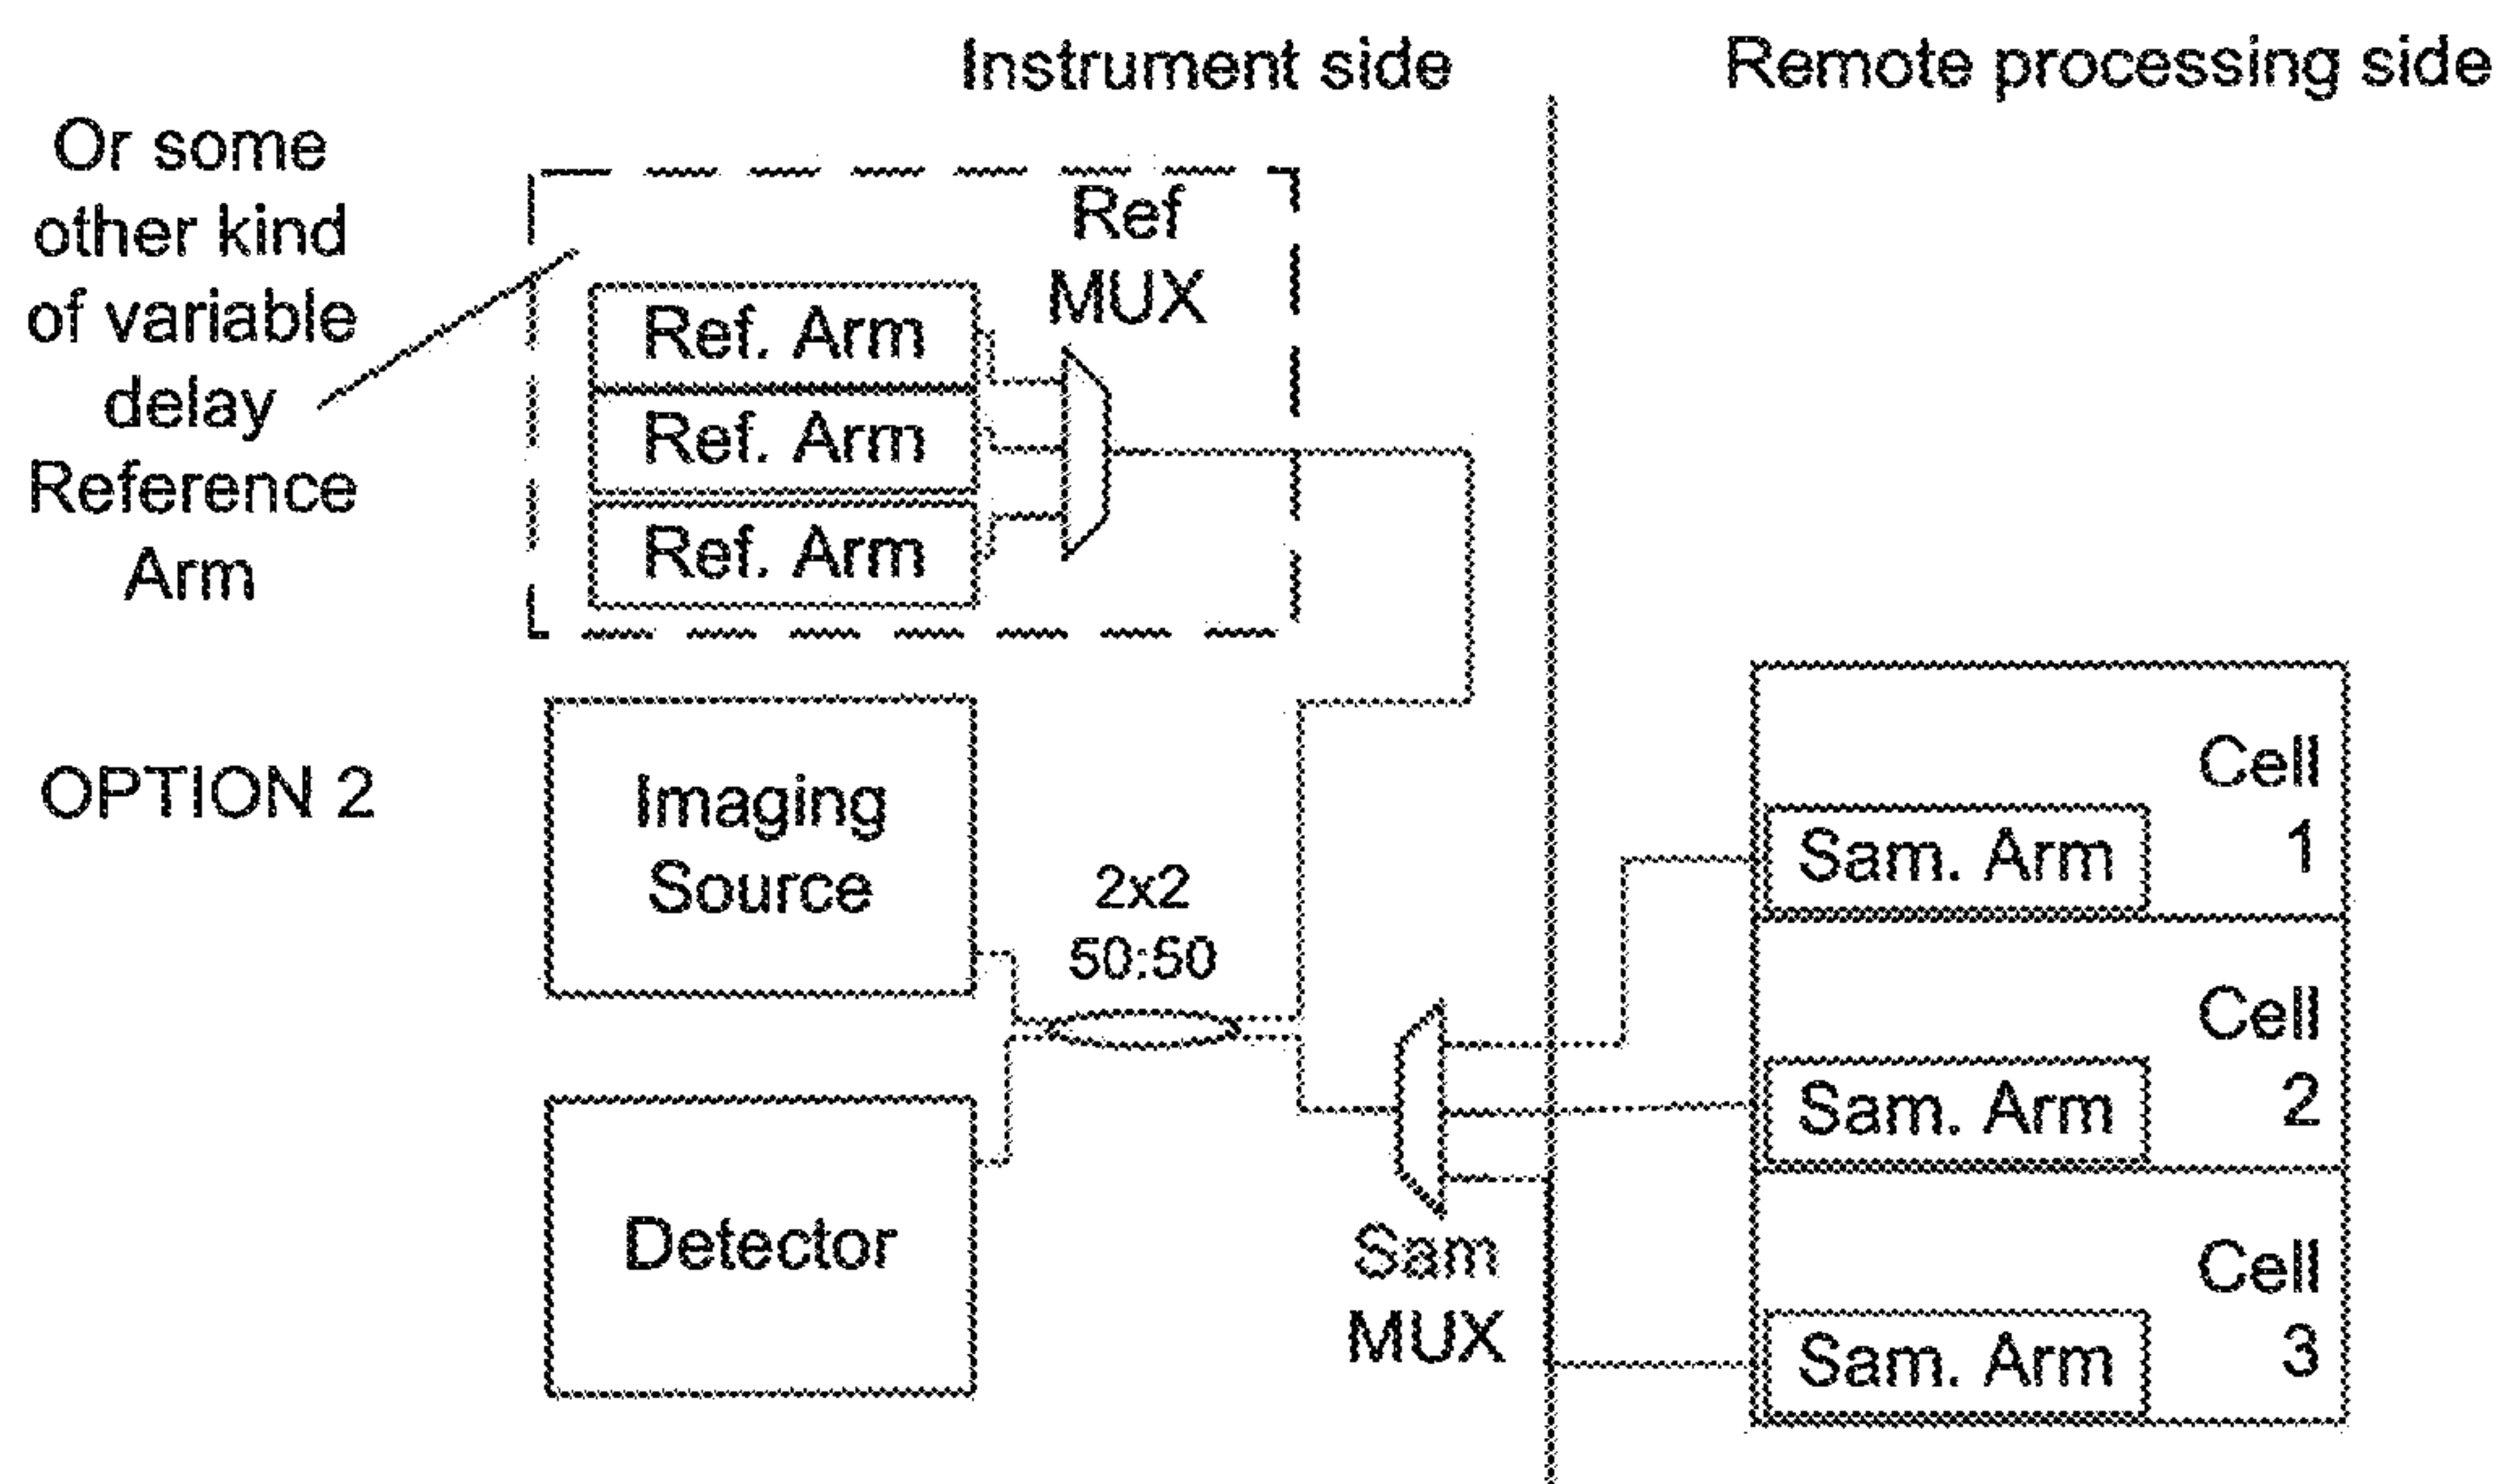 Instrument side
Remote processing side
Or some
other kind
of variable
delay
Reference
Arm
Ref
MUX
Ref. Arm
Ref. Arm
Ref. Arm
OPTION 2
Imaging
Source
2x2
50:50
Detector
Sam
MUX
Cell
1
Sam. Arm
Cell
2
Sam. Arm
Cell
3
Sam. Arm